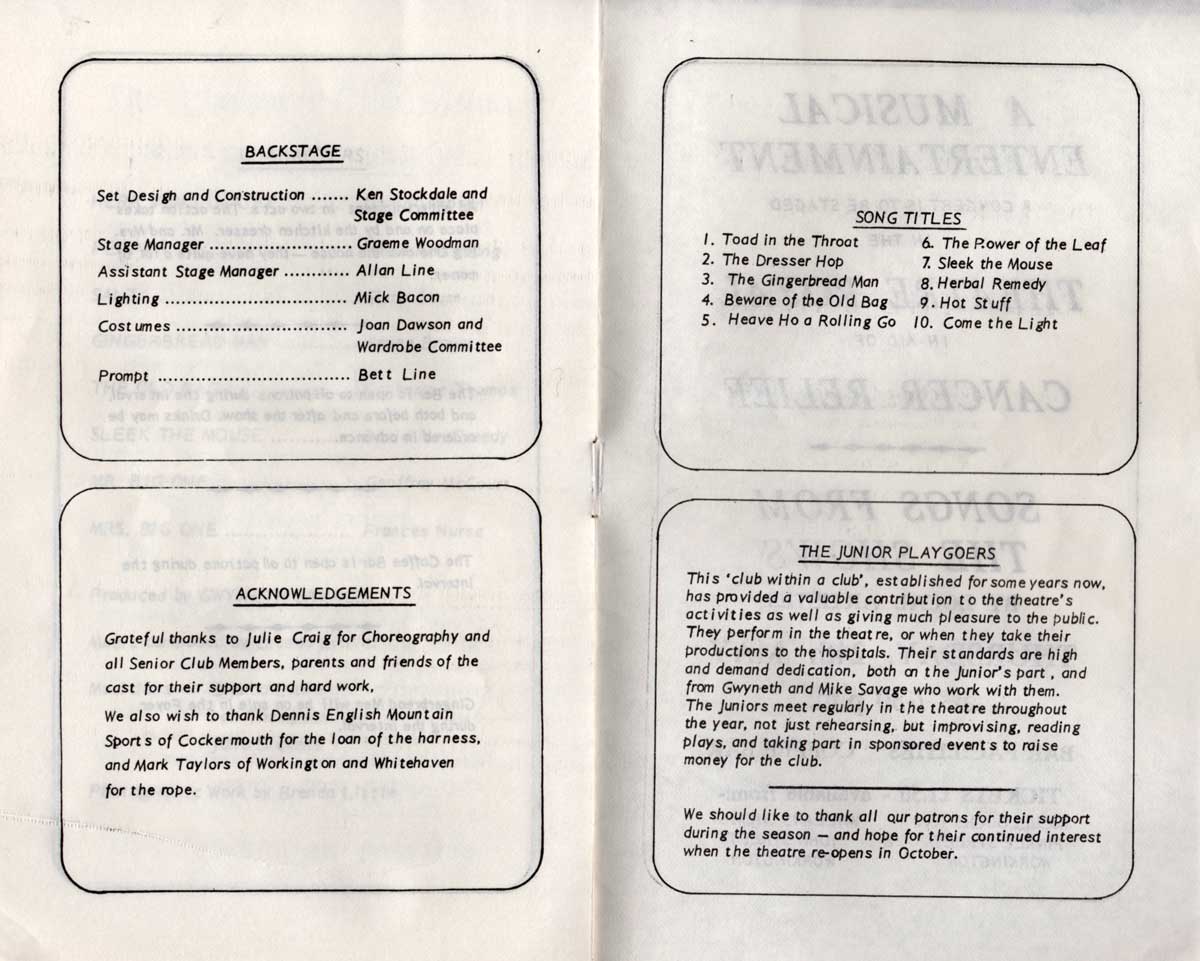 BACKSTAGE
Set Design and Construction ....... Ken Stockdale and
Stage Committee
Stage Manager ....................... Graeme Woodman
Assistant Stage Manager ........... Allan Line
Lighting .............................. Mick Bacon
Costumes ............................ Joan Dawson and
Wardrobe Committee
Prompt ............................... Bett Line
ACKNOWLEDGEMENTS
Grateful thanks to Julie Craig for Choreography and
all Senior Club Members, parents and friends of the
cast for their support and hard work,
We also wish to thank Dennis English Mountain
Sports of Cockermouth for the loan of the harness,
and Mark Taylors of Workington and Whitehaven
for the rope.
SONG TITLES
1. Toad in the Throat
2. The Dresser Hop
3. The Gingerbread Man
4. Beware of the Old Bag
5. Heave Ho a Rolling Go
6. The Power of the Leaf
7. Sleek the Mouse
8. Herbal Remedy
9. Hot Stuff
10. Come the Light
THE JUNIOR PLAYGOERS
This 'club within a club', established for some years now,
has provided a valuable contribution to the theatre's
activities as well as giving much pleasure to the public.
They perform in the theatre, or when they take their
productions to the hospitals. Their standards are high
and demand dedication, both on the Junior's part, and
from Gwyneth and Mike Savage who work with them.
The Juniors meet regularly in the theatre throughout
the year, not just rehearsing, but improvising, reading
plays, and taking part in sponsored events to raise
money for the club.
We should like to thank all our patrons for their support
during the season – and hope for their continued interest
when the theatre re-opens in October.